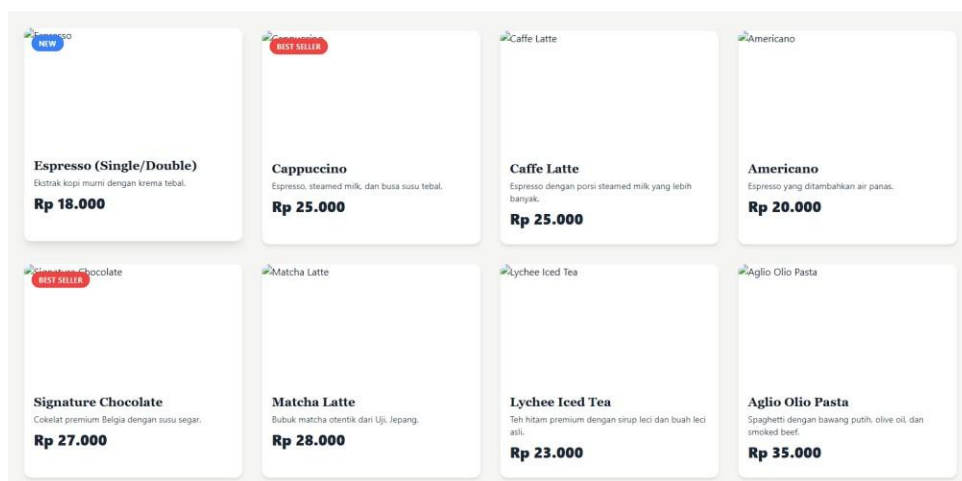 Espresso
NEW
Cappuccino
BEST SELLER
Caffe Latte
Americano
Espresso (Single/Double)
Ekstrak kopi murni dengan krema tebal.
Rp 18.000
Cappuccino
Espresso, steamed milk, dan busa susu tebal.
Rp 25.000
Caffe Latte
Espresso dengan porsi steamed milk yang lebih
banyak.
Rp 25.000
Americano
Espresso yang ditambahkan air panas.
Rp 20.000
Signature Chocolate
BEST SELLER
Matcha Latte
Lychee Iced Tea
Aglio Olio Pasta
Signature Chocolate
Cokelat premium Belgia dengan susu segar.
Rp 27.000
Matcha Latte
Bubuk matcha otentik dari Uji, Jepang.
Rp 28.000
Lychee Iced Tea
Teh hitam premium dengan sirup leci dan buah leci
asli.
Rp 23.000
Aglio Olio Pasta
Spaghetti dengan bawang putih, olive oil, dan
smoked beef.
Rp 35.000